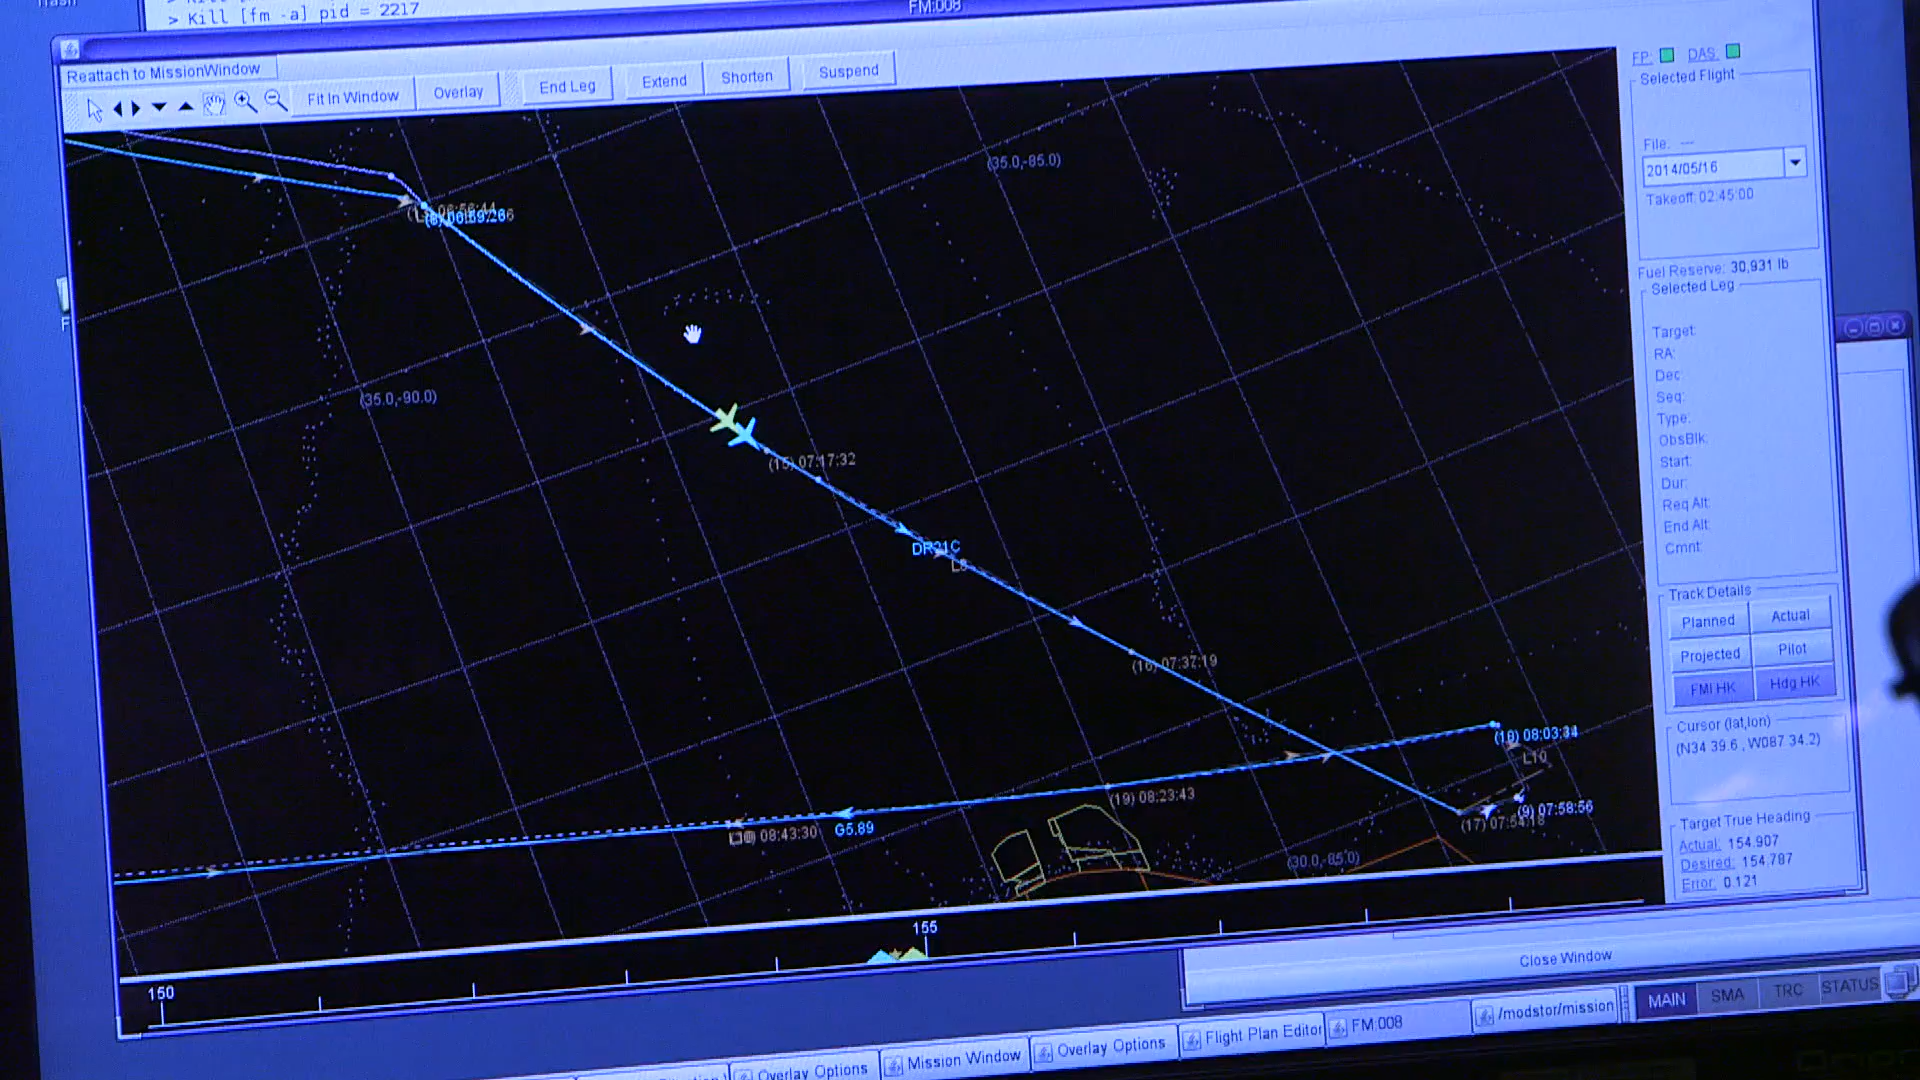 > Kill [fm -a] pid = 2217
FM:008
Reattach to MissionWindow
Fit In Window
Overlay
End Leg
Extend
Shorten
Suspend
FP:
DAS:
Selected Flight
File: ---
2014/05/16
Takeoff: 02:45:00
Fuel Reserve: 30,931 lb
Selected Leg
Target:
RA:
Dec:
Seq:
Type:
ObsBlk:
Start:
Dur:
Req Alt:
End Alt:
Cmnt:
Track Details
Planned
Actual
Projected
Pilot
FMI HK
Hdg HK
Cursor (lat,lon)
(N34 39.6 , W087 34.2)
Target True Heading
Actual: 154.907
Desired: 154.787
Error: 0.121
(35.0,-85.0)
(35.0,-90.0)
(15) 07:17:32
DR21C
(16) 07:37:19
(18) 08:03:34
L10
(9) 07:58:56
(17) 07:54:18
(19) 08:23:43
08:43:30
G5.89
(30.0,-85.0)
155
150
Close Window
MAIN
SMA
TRC
STATUS
Overlay Options
Mission Window
Overlay Options
Flight Plan Editor
FM:008
/modstor/mission